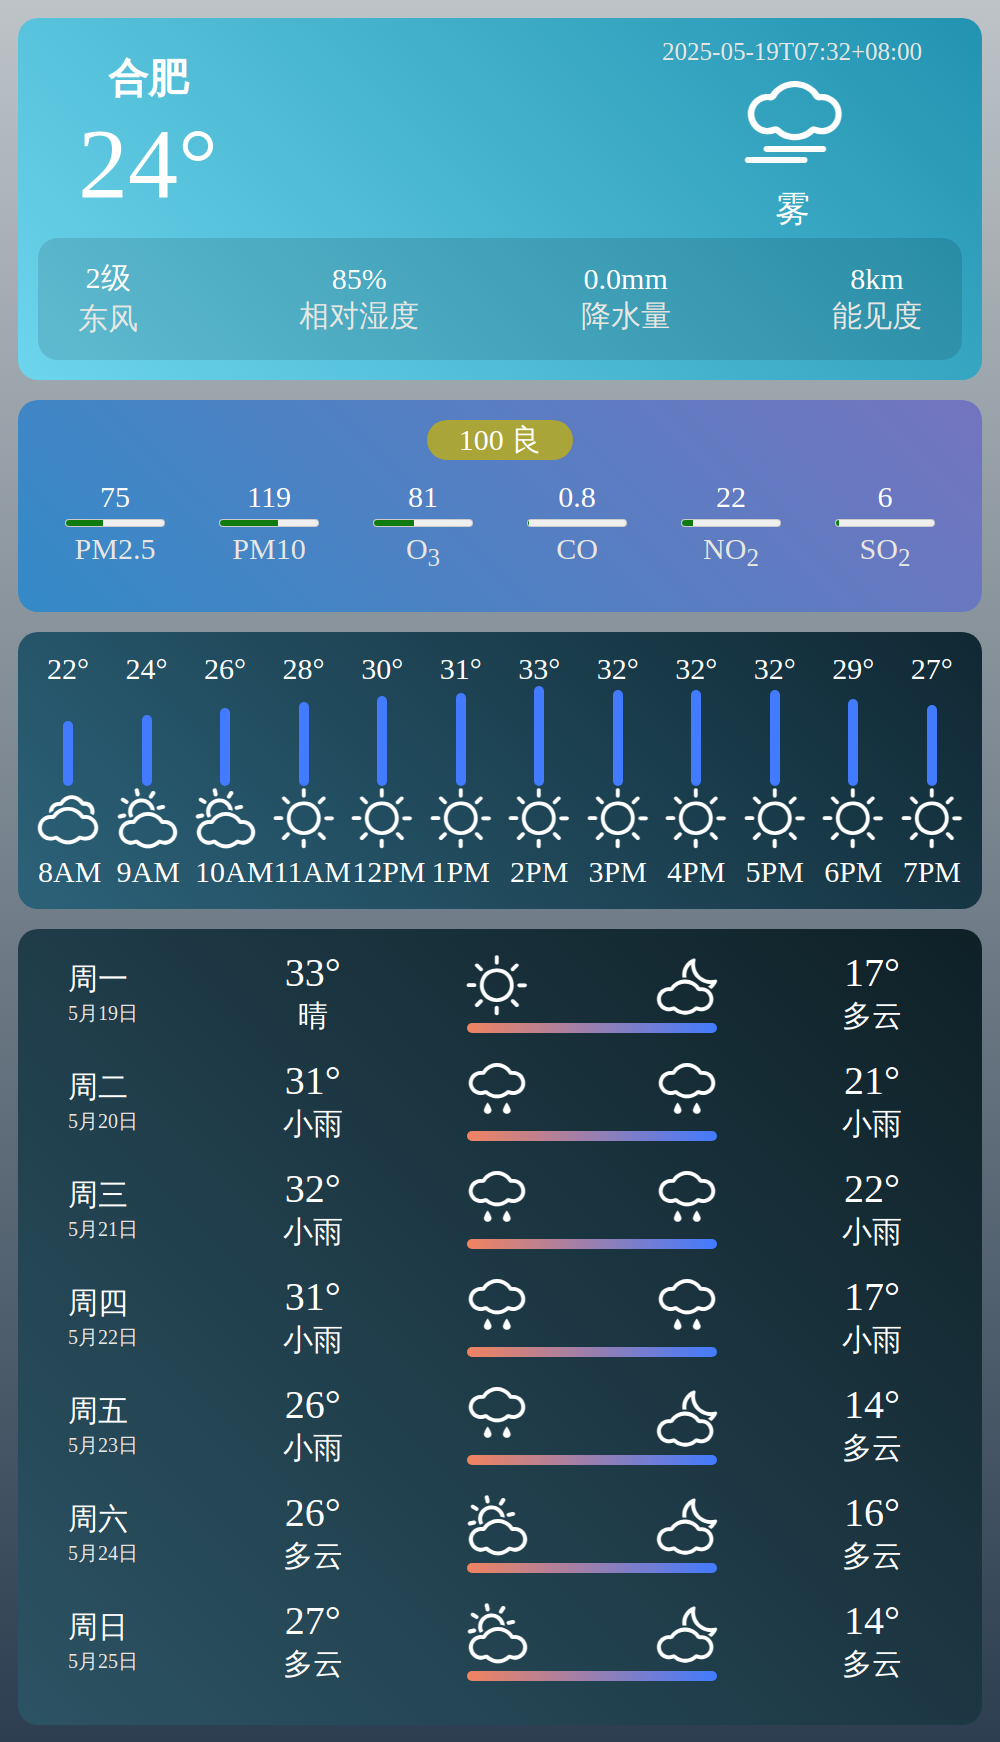 合肥
24°
2025-05-19T07:32+08:00
雾
2级 85% 0.0mm 8km
东风 相对湿度 降水量 能见度
100 良
75 119 81 0.8 22 6
PM2.5 PM10 O3 CO NO2 SO2
22° 24° 26° 28° 30° 31° 33° 32° 32° 32° 29° 27°
8AM 9AM 10AM 11AM 12PM 1PM 2PM 3PM 4PM 5PM 6PM 7PM
周一 33° 17°
5月19日 晴 多云
周二 31° 21°
5月20日 小雨 小雨
周三 32° 22°
5月21日 小雨 小雨
周四 31° 17°
5月22日 小雨 小雨
周五 26° 14°
5月23日 小雨 多云
周六 26° 16°
5月24日 多云 多云
周日 27° 14°
5月25日 多云 多云